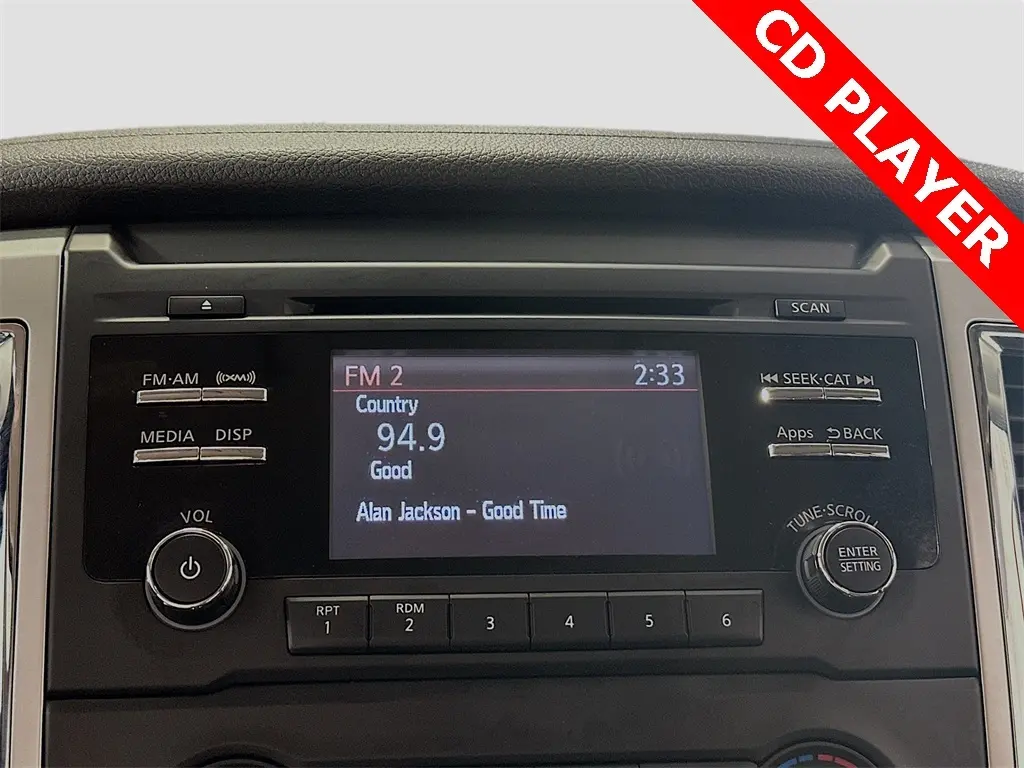 CD PLAYER
SCAN
FM·AM ((XM))
SEEK·CAT
MEDIA DISP
Apps BACK
FM 2 2:33
Country
94.9
Good
Alan Jackson - Good Time
VOL
TUNE·SCROLL
ENTER
SETTING
RPT RDM
1 2 3 4 5 6